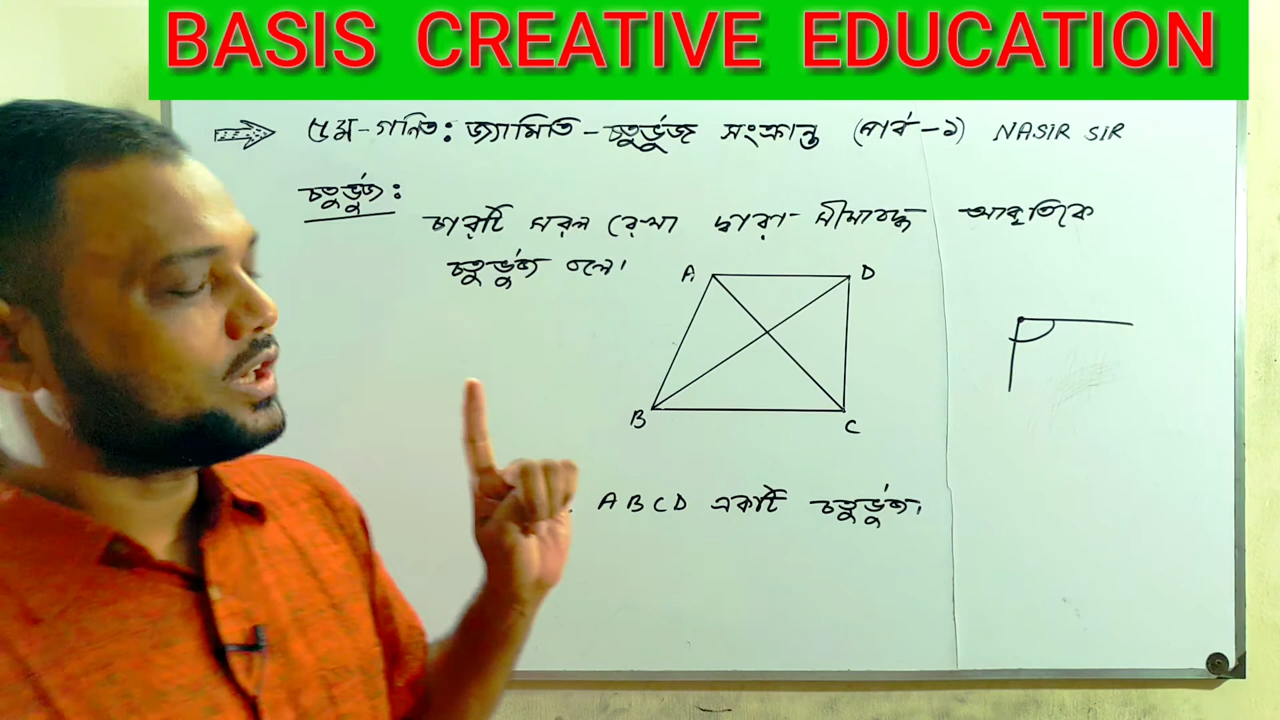 BASIS CREATIVE EDUCATION
৫ম-গণিত: জ্যামিতি-চতুর্ভুজ সংক্রান্ত (পার্ব-১) NASIR SIR
চতুর্ভুজ:
চারটি সরল রেখা দ্বারা সীমাবদ্ধ আকৃতিকে
চতুর্ভুজ বলে।
A
D
B
C
ABCD একটি চতুর্ভুজ।